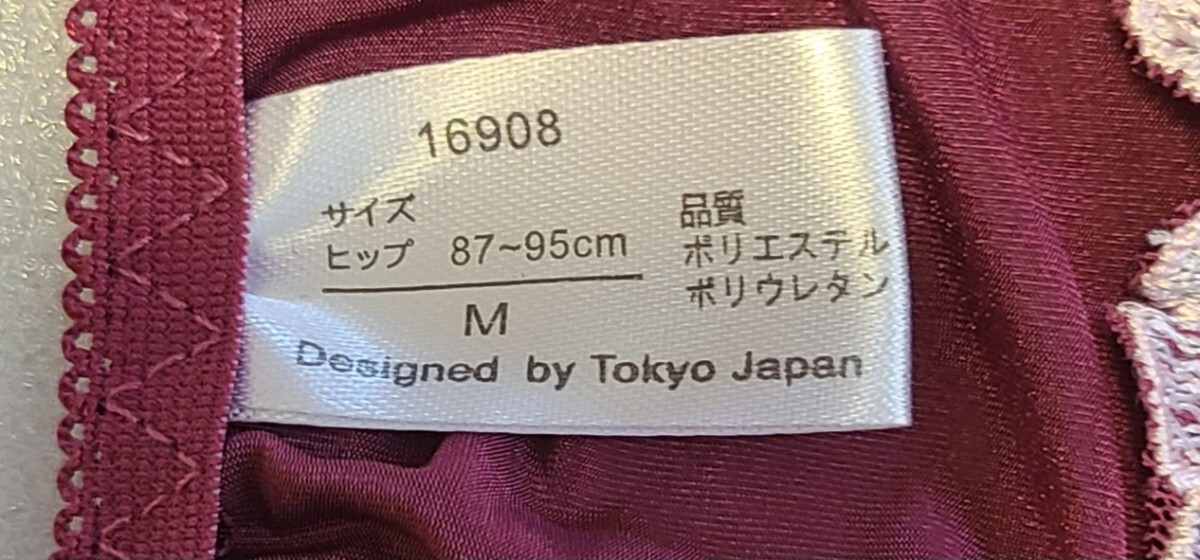 16908
サイズ
ヒップ 87~95cm
M
品質
ポリエステル
ポリウレタン
Designed by Tokyo Japan